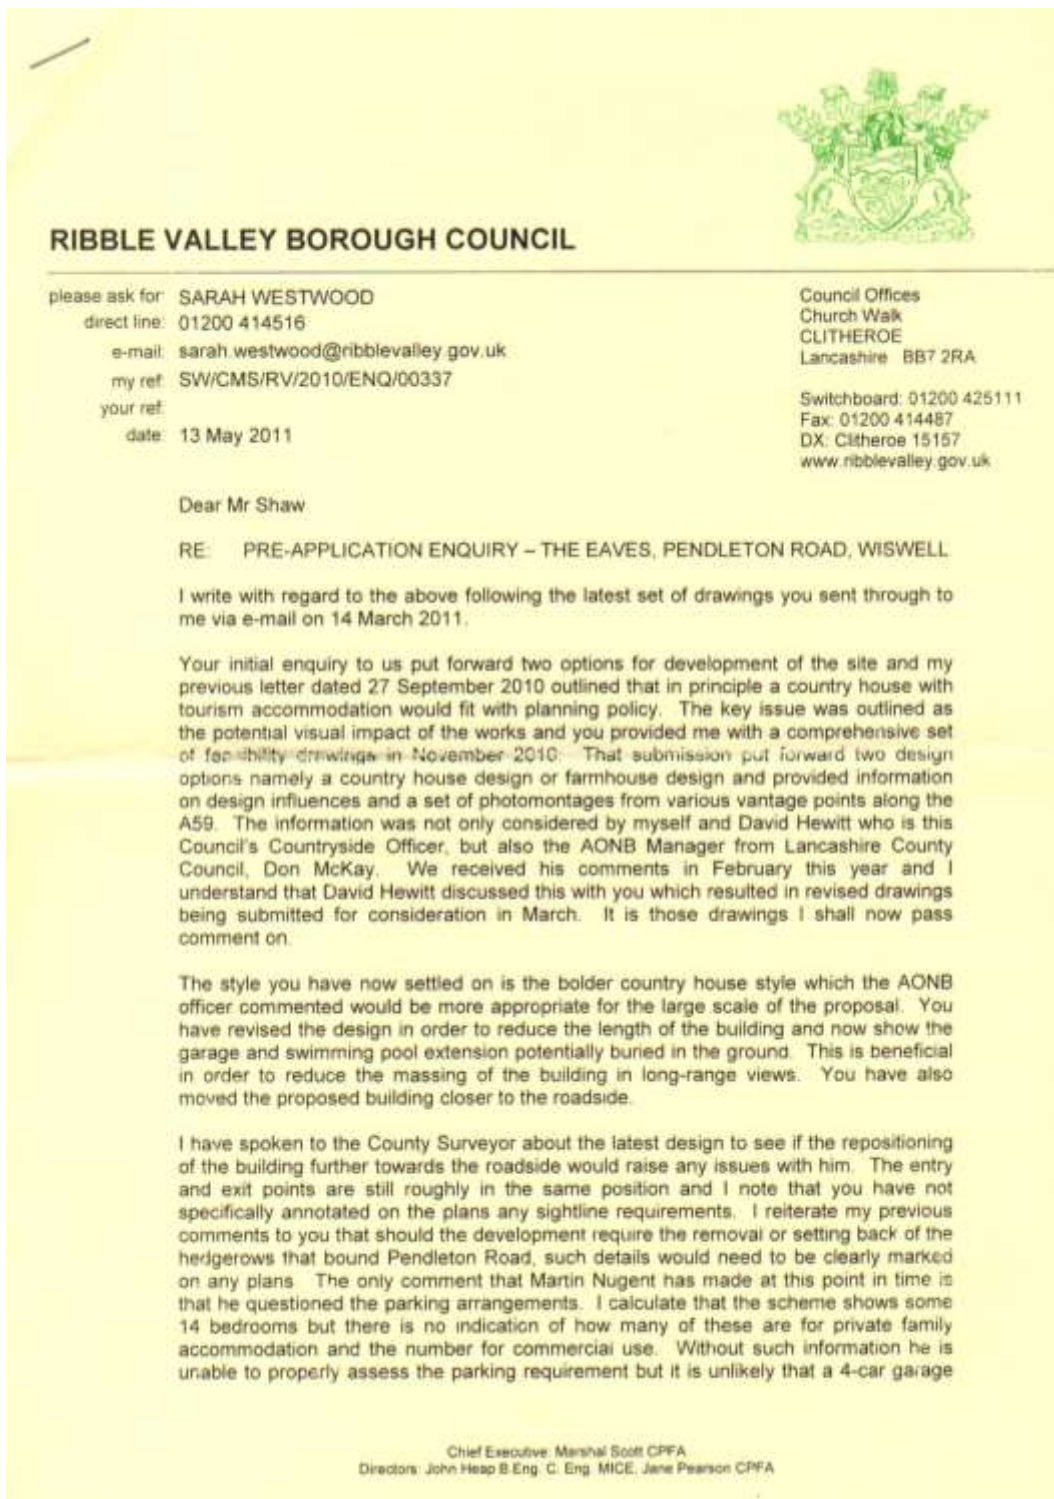 RIBBLE VALLEY BOROUGH COUNCIL
please ask for: SARAH WESTWOOD
direct line: 01200 414516
e-mail: sarah.westwood@ribblevalley.gov.uk
my ref: SW/CMS/RV/2010/ENQ/00337
your ref:
date: 13 May 2011
Council Offices
Church Walk
CLITHEROE
Lancashire BB7 2RA
Switchboard: 01200 425111
Fax: 01200 414487
DX: Clitheroe 15157
www.ribblevalley.gov.uk
Dear Mr Shaw
RE: PRE-APPLICATION ENQUIRY – THE EAVES, PENDLETON ROAD, WISWELL
I write with regard to the above following the latest set of drawings you sent through to
me via e-mail on 14 March 2011.
Your initial enquiry to us put forward two options for development of the site and my
previous letter dated 27 September 2010 outlined that in principle a country house with
tourism accommodation would fit with planning policy. The key issue was outlined as
the potential visual impact of the works and you provided me with a comprehensive set
of feasibility drawings in November 2010. That submission put forward two design
options namely a country house design or farmhouse design and provided information
on design influences and a set of photomontages from various vantage points along the
A59. The information was not only considered by myself and David Hewitt who is this
Council's Countryside Officer, but also the AONB Manager from Lancashire County
Council, Don McKay. We received his comments in February this year and I
understand that David Hewitt discussed this with you which resulted in revised drawings
being submitted for consideration in March. It is those drawings I shall now pass
comment on.
The style you have now settled on is the bolder country house style which the AONB
officer commented would be more appropriate for the large scale of the proposal. You
have revised the design in order to reduce the length of the building and now show the
garage and swimming pool extension potentially buried in the ground. This is beneficial
in order to reduce the massing of the building in long-range views. You have also
moved the proposed building closer to the roadside.
I have spoken to the County Surveyor about the latest design to see if the repositioning
of the building further towards the roadside would raise any issues with him. The entry
and exit points are still roughly in the same position and I note that you have not
specifically annotated on the plans any sightline requirements. I reiterate my previous
comments to you that should the development require the removal or setting back of the
hedgerows that bound Pendleton Road, such details would need to be clearly marked
on any plans. The only comment that Martin Nugent has made at this point in time is
that he questioned the parking arrangements. I calculate that the scheme shows some
14 bedrooms but there is no indication of how many of these are for private family
accommodation and the number for commercial use. Without such information he is
unable to properly assess the parking requirement but it is unlikely that a 4-car garage
Chief Executive: Marshal Scott CPFA
Directors: John Heap B.Eng. C. Eng. MICE, Jane Pearson CPFA